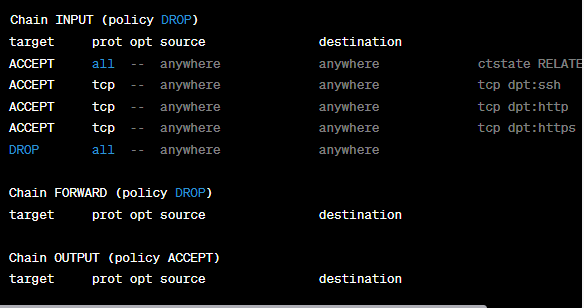 Chain INPUT (policy DROP)
target prot opt source destination
ACCEPT all -- anywhere anywhere ctstate RELATE
ACCEPT tcp -- anywhere anywhere tcp dpt:ssh
ACCEPT tcp -- anywhere anywhere tcp dpt:http
ACCEPT tcp -- anywhere anywhere tcp dpt:https
DROP all -- anywhere anywhere
Chain FORWARD (policy DROP)
target prot opt source destination
Chain OUTPUT (policy ACCEPT)
target prot opt source destination